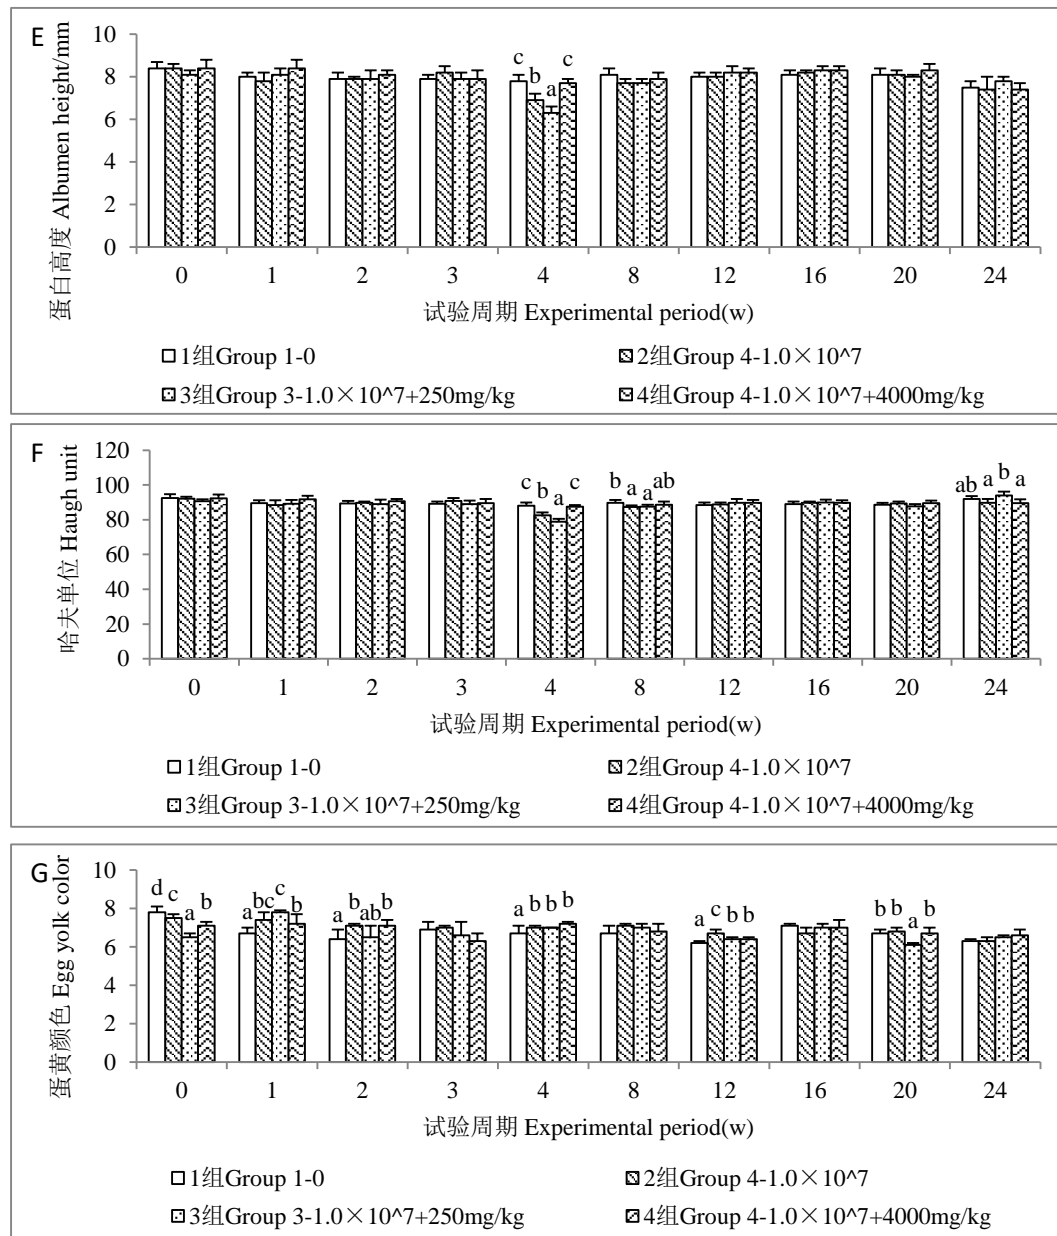 E
蛋白高度 Albumen height/mm
10
8
6
4
2
0
c b a c
0 1 2 3 4 8 12 16 20 24
试验周期 Experimental period(w)
1组Group 1-0 2组Group 4-1.0×10^7
3组Group 3-1.0×10^7+250mg/kg 4组Group 4-1.0×10^7+4000mg/kg
F
哈夫单位 Haugh unit
120
100
80
60
40
20
0
c b a c b a a ab ab a b a
0 1 2 3 4 8 12 16 20 24
试验周期 Experimental period(w)
1组Group 1-0 2组Group 4-1.0×10^7
3组Group 3-1.0×10^7+250mg/kg 4组Group 4-1.0×10^7+4000mg/kg
G
蛋黄颜色 Egg yolk color
10
8
6
4
2
0
d c a b a bc c b a b ab b a b b b a c b b b b a b
0 1 2 3 4 8 12 16 20 24
试验周期 Experimental period(w)
1组Group 1-0 2组Group 4-1.0×10^7
3组Group 3-1.0×10^7+250mg/kg 4组Group 4-1.0×10^7+4000mg/kg